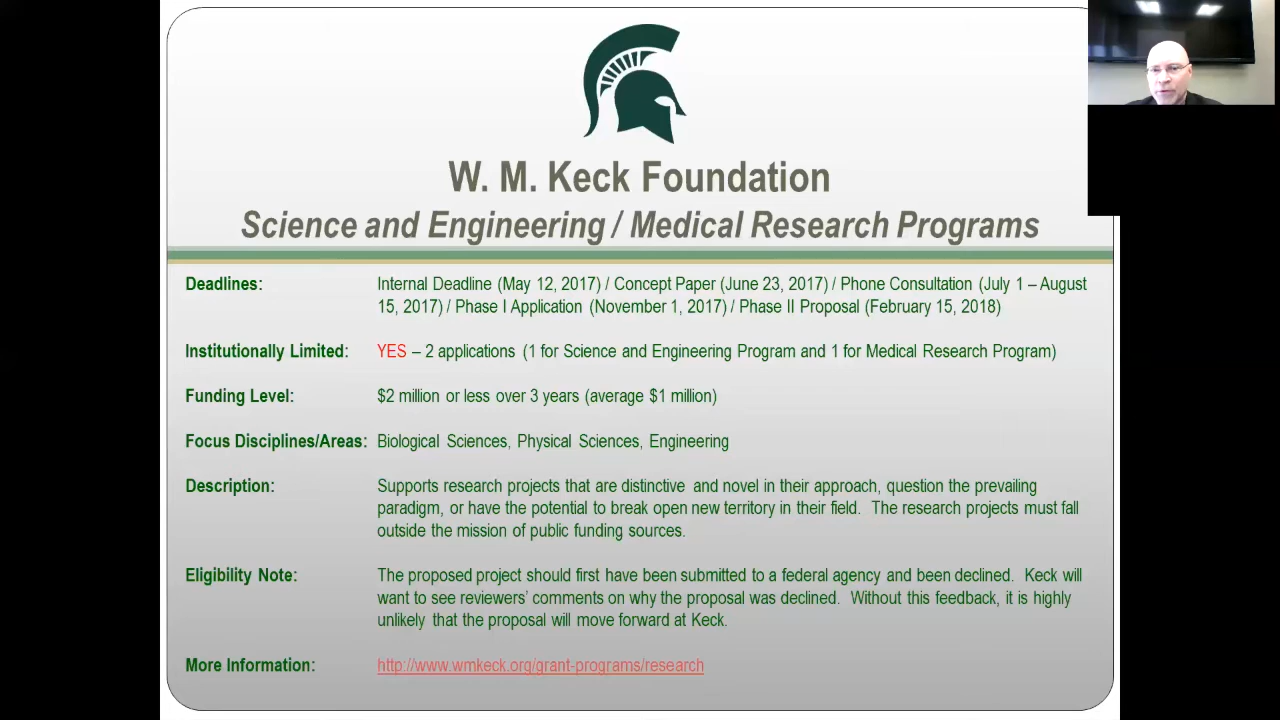 W. M. Keck Foundation
Science and Engineering / Medical Research Programs
Deadlines: Internal Deadline (May 12, 2017) / Concept Paper (June 23, 2017) / Phone Consultation (July 1 – August
15, 2017) / Phase I Application (November 1, 2017) / Phase II Proposal (February 15, 2018)
Institutionally Limited: YES – 2 applications (1 for Science and Engineering Program and 1 for Medical Research Program)
Funding Level: $2 million or less over 3 years (average $1 million)
Focus Disciplines/Areas: Biological Sciences, Physical Sciences, Engineering
Description: Supports research projects that are distinctive and novel in their approach, question the prevailing
paradigm, or have the potential to break open new territory in their field. The research projects must fall
outside the mission of public funding sources.
Eligibility Note: The proposed project should first have been submitted to a federal agency and been declined. Keck will
want to see reviewers' comments on why the proposal was declined. Without this feedback, it is highly
unlikely that the proposal will move forward at Keck.
More Information: http://www.wmkeck.org/grant-programs/research